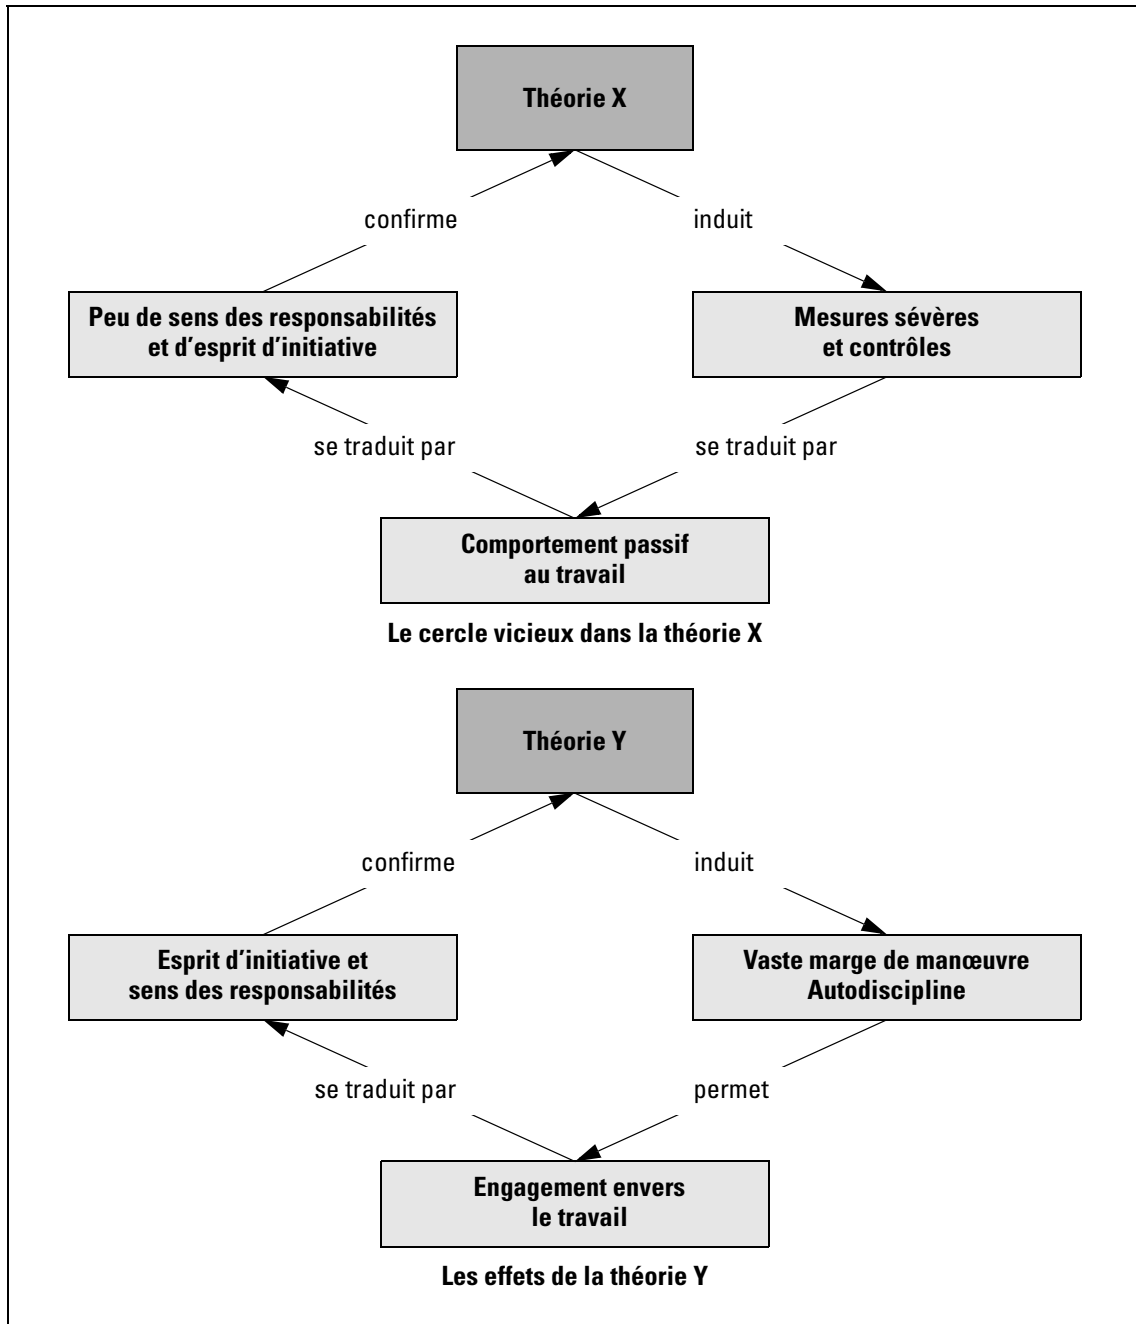 Théorie X
confirme
induit
Peu de sens des responsabilités
et d'esprit d'initiative
Mesures sévères
et contrôles
se traduit par
se traduit par
Comportement passif
au travail
Le cercle vicieux dans la théorie X
Théorie Y
confirme
induit
Esprit d'initiative et
sens des responsabilités
Vaste marge de manœuvre
Autodiscipline
se traduit par
permet
Engagement envers
le travail
Les effets de la théorie Y